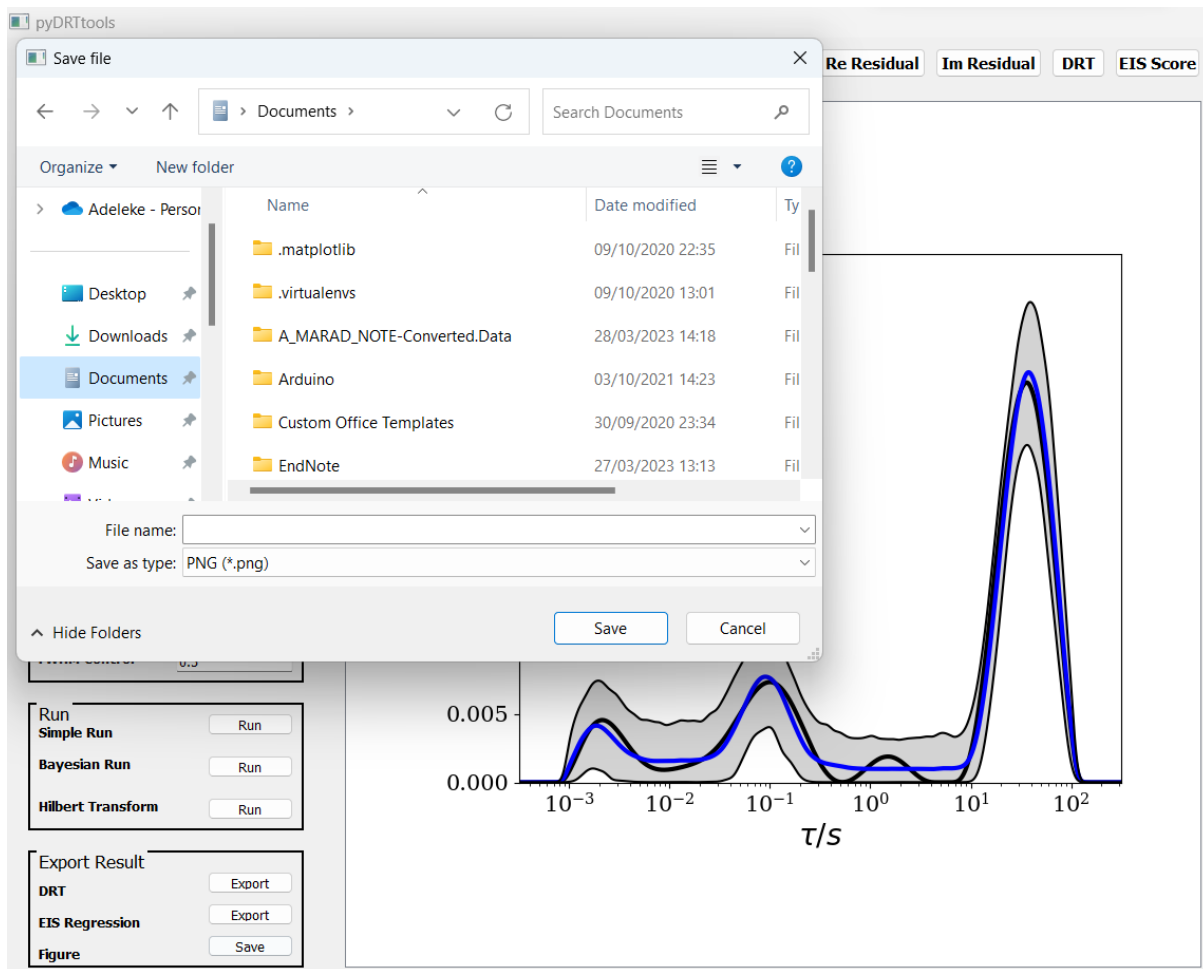 pyDRTtools
Save file
Re Residual Im Residual DRT EIS Score
Documents
Search Documents
Organize New folder
Adeleke - Person
Name Date modified Ty
.matplotlib 09/10/2020 22:35 Fil
.virtualenvs 09/10/2020 13:01 Fil
Desktop
A_MARAD_NOTE-Converted.Data 28/03/2023 14:18 Fil
Downloads
Arduino 03/10/2021 14:23 Fil
Documents
Custom Office Templates 30/09/2020 23:34 Fil
Pictures
EndNote 27/03/2023 13:13 Fil
Music
File name:
Save as type: PNG (*.png)
Hide Folders
Save Cancel
0.5
Run
Simple Run Run
Bayesian Run Run
Hilbert Transform Run
Export Result
DRT Export
EIS Regression Export
Figure Save
0.005
0.000
10⁻³ 10⁻² 10⁻¹ 10⁰ 10¹ 10²
τ/s